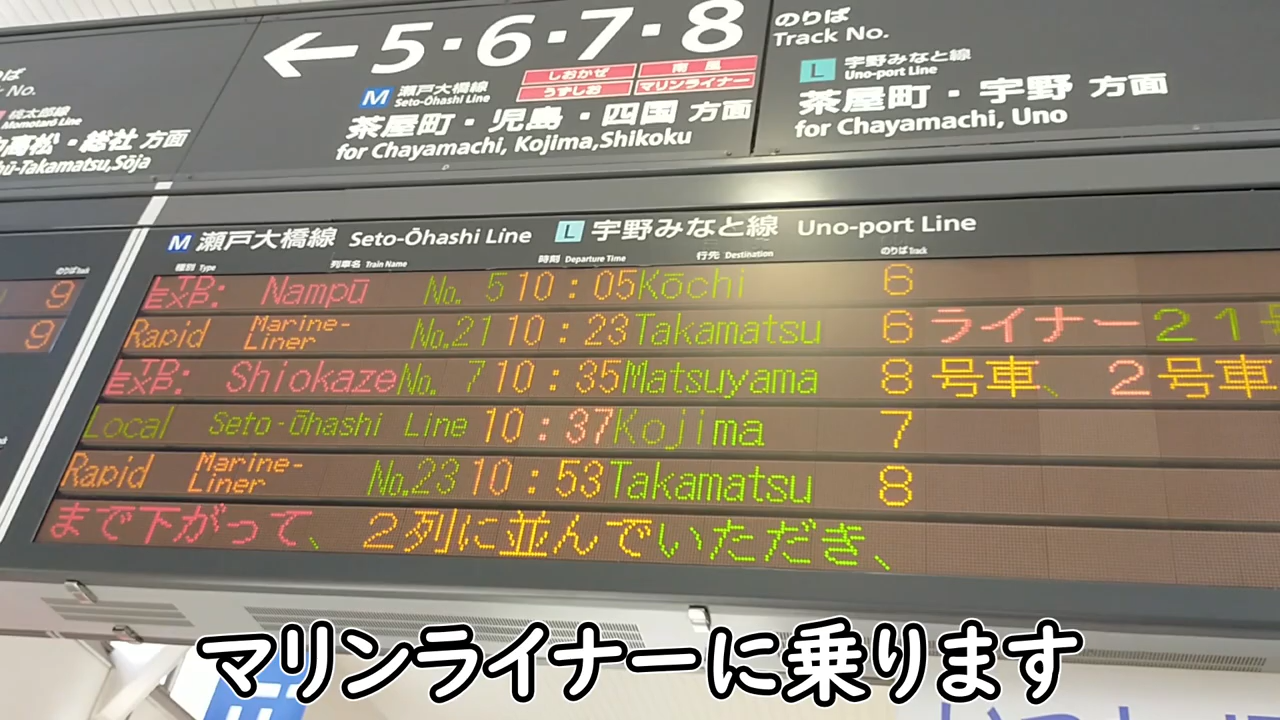 桃太郎線
Momotarō Line
高松・総社 方面
Takamatsu,Sōja
← 5・6・7・8
M 瀬戸大橋線
Seto-Ōhashi Line
しおかぜ 南風
うずしお マリンライナー
茶屋町・児島・四国 方面
for Chayamachi, Kojima,Shikoku
のりば
Track No.
L 宇野みなと線
Uno-port Line
茶屋町・宇野 方面
for Chayamachi, Uno
M 瀬戸大橋線 Seto-Ōhashi Line L 宇野みなと線 Uno-port Line
のりば Track
種別 Type 列車名 Train Name 時刻 Departure Time 行先 Destination のりば Track
9
9
LTD. EXP: Nampū No. 5 10:05 Kōchi 6
Rapid Marine-Liner No.21 10:23 Takamatsu 6 ライナー21号
LTD. EXP: Shiokaze No. 7 10:35 Matsuyama 8 号車、 2号車
Local Seto-ōhashi Line 10:37 Kojima 7
Rapid Marine-Liner No.23 10:53 Takamatsu 8
まで下がって、 2列に並んでいただき、
マリンライナーに乗ります